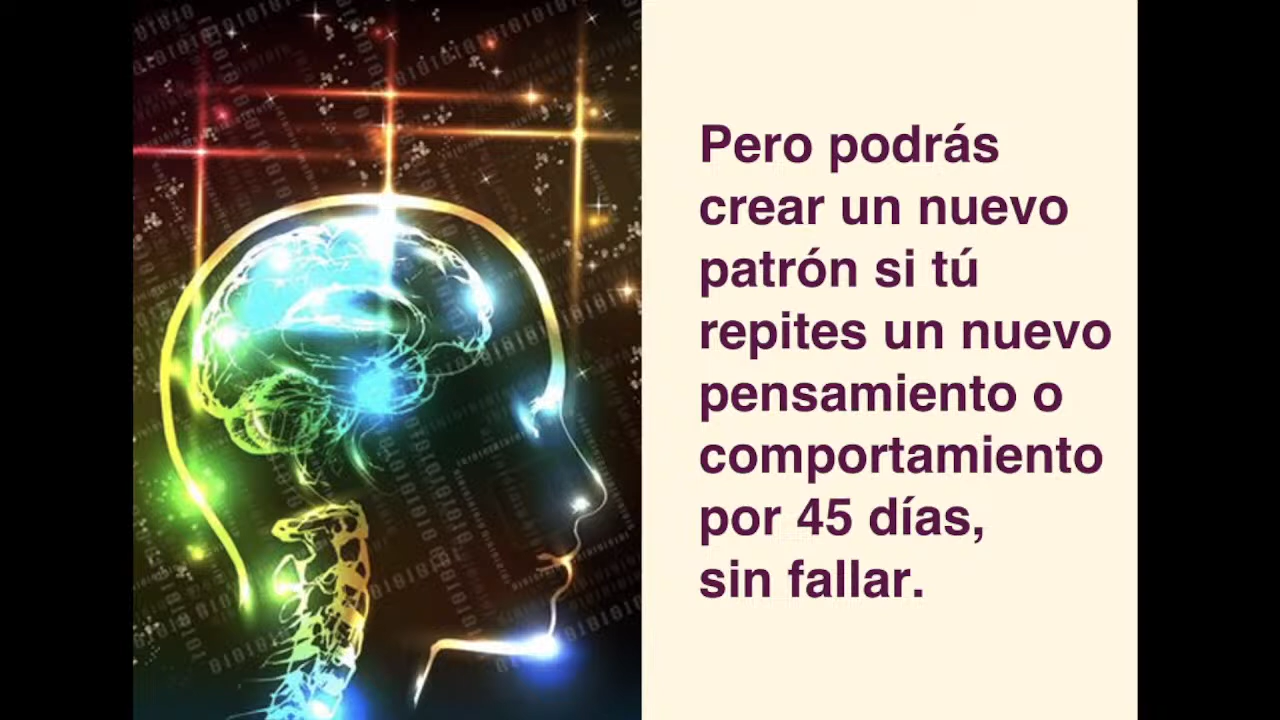 Pero podrás
crear un nuevo
patrón si tú
repites un nuevo
pensamiento o
comportamiento
por 45 días,
sin fallar.